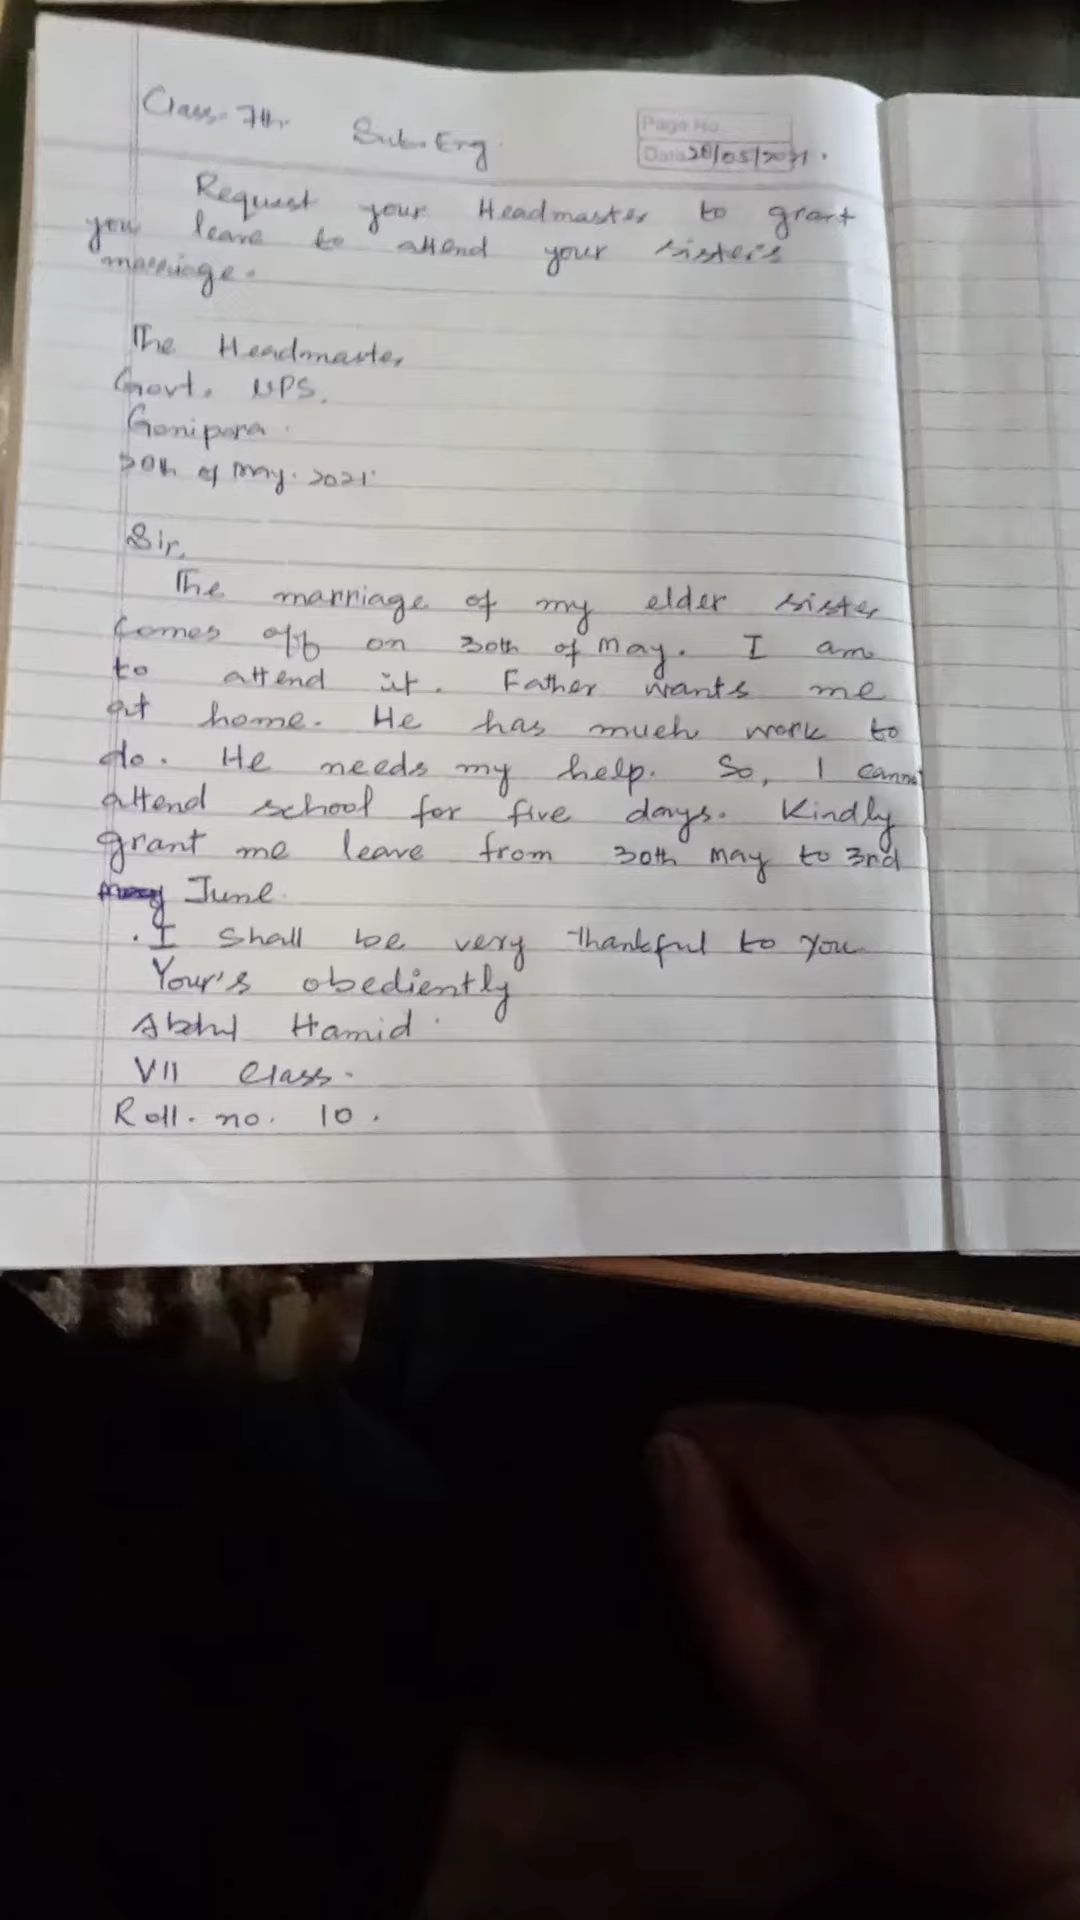 Class- 7th. Sub- Eng. Page No.
Date 28/05/2021.
Request your Headmaster to grant
you leave to attend your sister's
marriage.
The Headmaster
Govt. UPS.
Gonipora.
20th of May. 2021
Sir,
The marriage of my elder sister
comes off on 30th of May. I am
to attend it. Father wants me
at home. He has much work to
do. He needs my help. So, I cannot
attend school for five days. Kindly
grant me leave from 30th May to 3nd
June.
. I shall be very thankful to you
Your's obediently
Abdul Hamid.
VII Class.
Roll. no. 10.